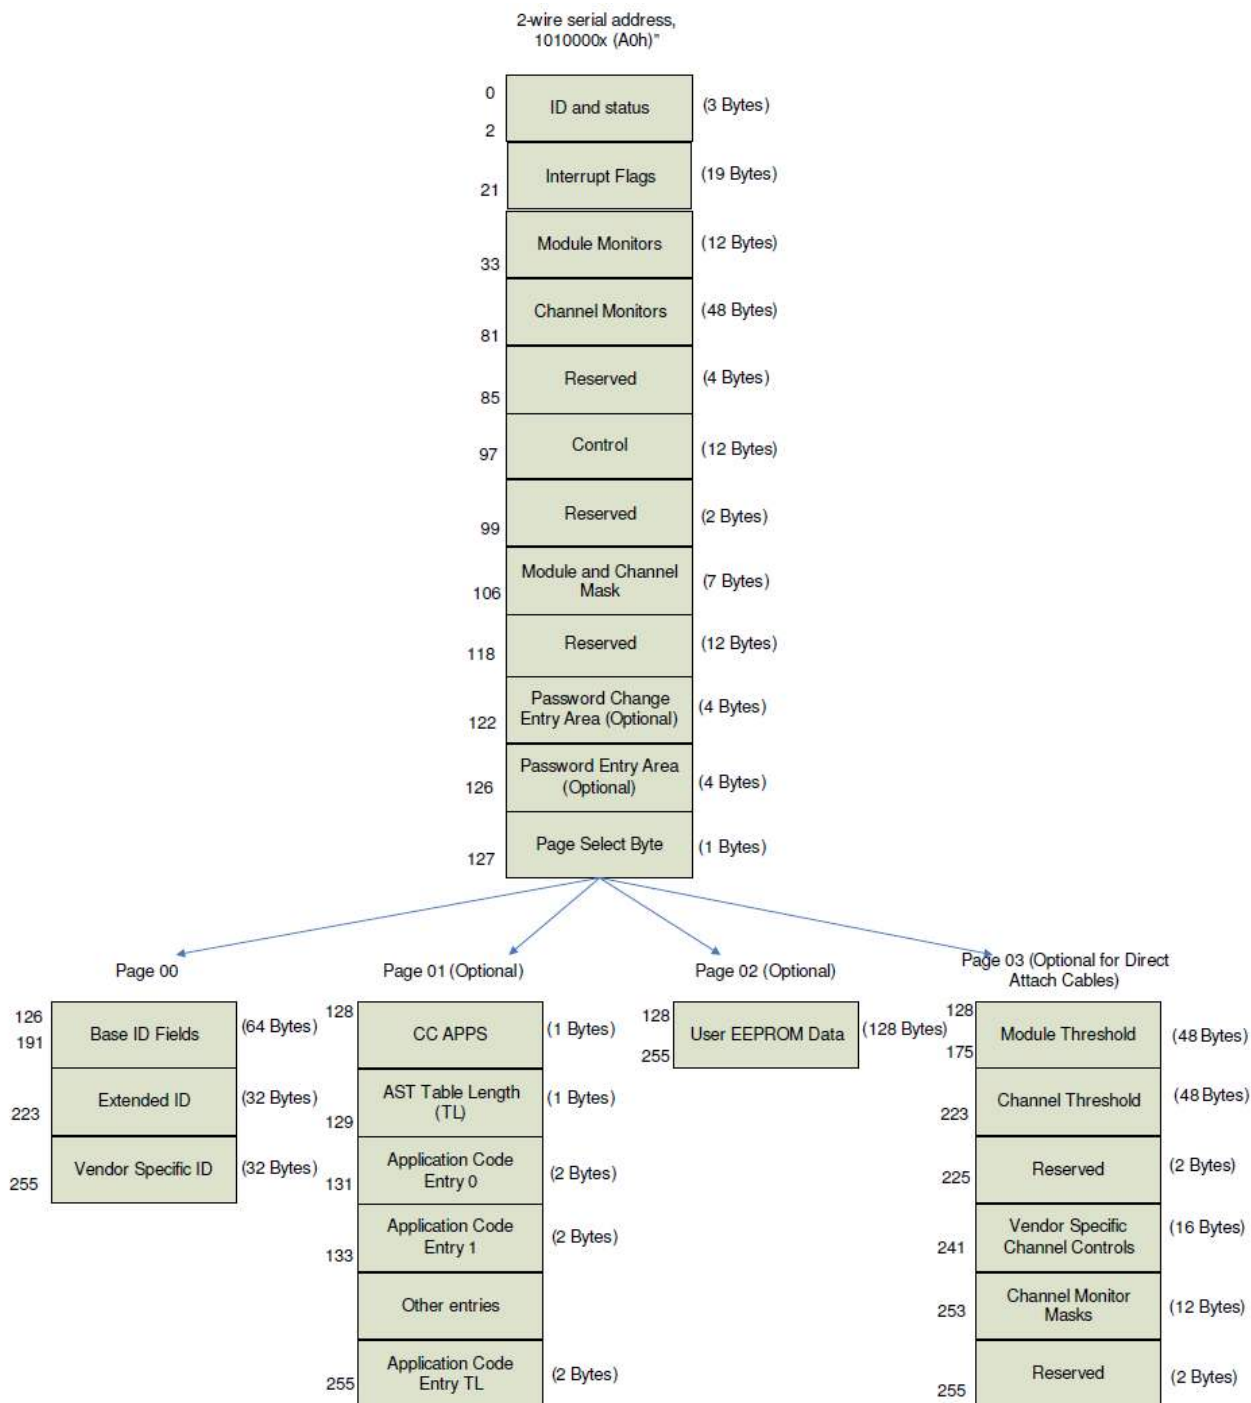 2-wire serial address,
1010000x (A0h)"
0
ID and status
(3 Bytes)
2
Interrupt Flags
(19 Bytes)
21
Module Monitors
(12 Bytes)
33
Channel Monitors
(48 Bytes)
81
Reserved
(4 Bytes)
85
Control
(12 Bytes)
97
Reserved
(2 Bytes)
99
Module and Channel
Mask
(7 Bytes)
106
Reserved
(12 Bytes)
118
Password Change
Entry Area (Optional)
(4 Bytes)
122
Password Entry Area
(Optional)
(4 Bytes)
126
Page Select Byte
(1 Bytes)
127
Page 00
126
191
Base ID Fields
(64 Bytes)
Extended ID
(32 Bytes)
223
Vendor Specific ID
(32 Bytes)
255
Page 01 (Optional)
128
CC APPS
(1 Bytes)
AST Table Length
(TL)
(1 Bytes)
129
Application Code
Entry 0
(2 Bytes)
131
Application Code
Entry 1
(2 Bytes)
133
Other entries
Application Code
Entry TL
(2 Bytes)
255
Page 02 (Optional)
128
User EEPROM Data
(128 Bytes)
255
Page 03 (Optional for Direct
Attach Cables)
128
Module Threshold
(48 Bytes)
175
Channel Threshold
(48 Bytes)
223
Reserved
(2 Bytes)
225
Vendor Specific
Channel Controls
(16 Bytes)
241
Channel Monitor
Masks
(12 Bytes)
253
Reserved
(2 Bytes)
255